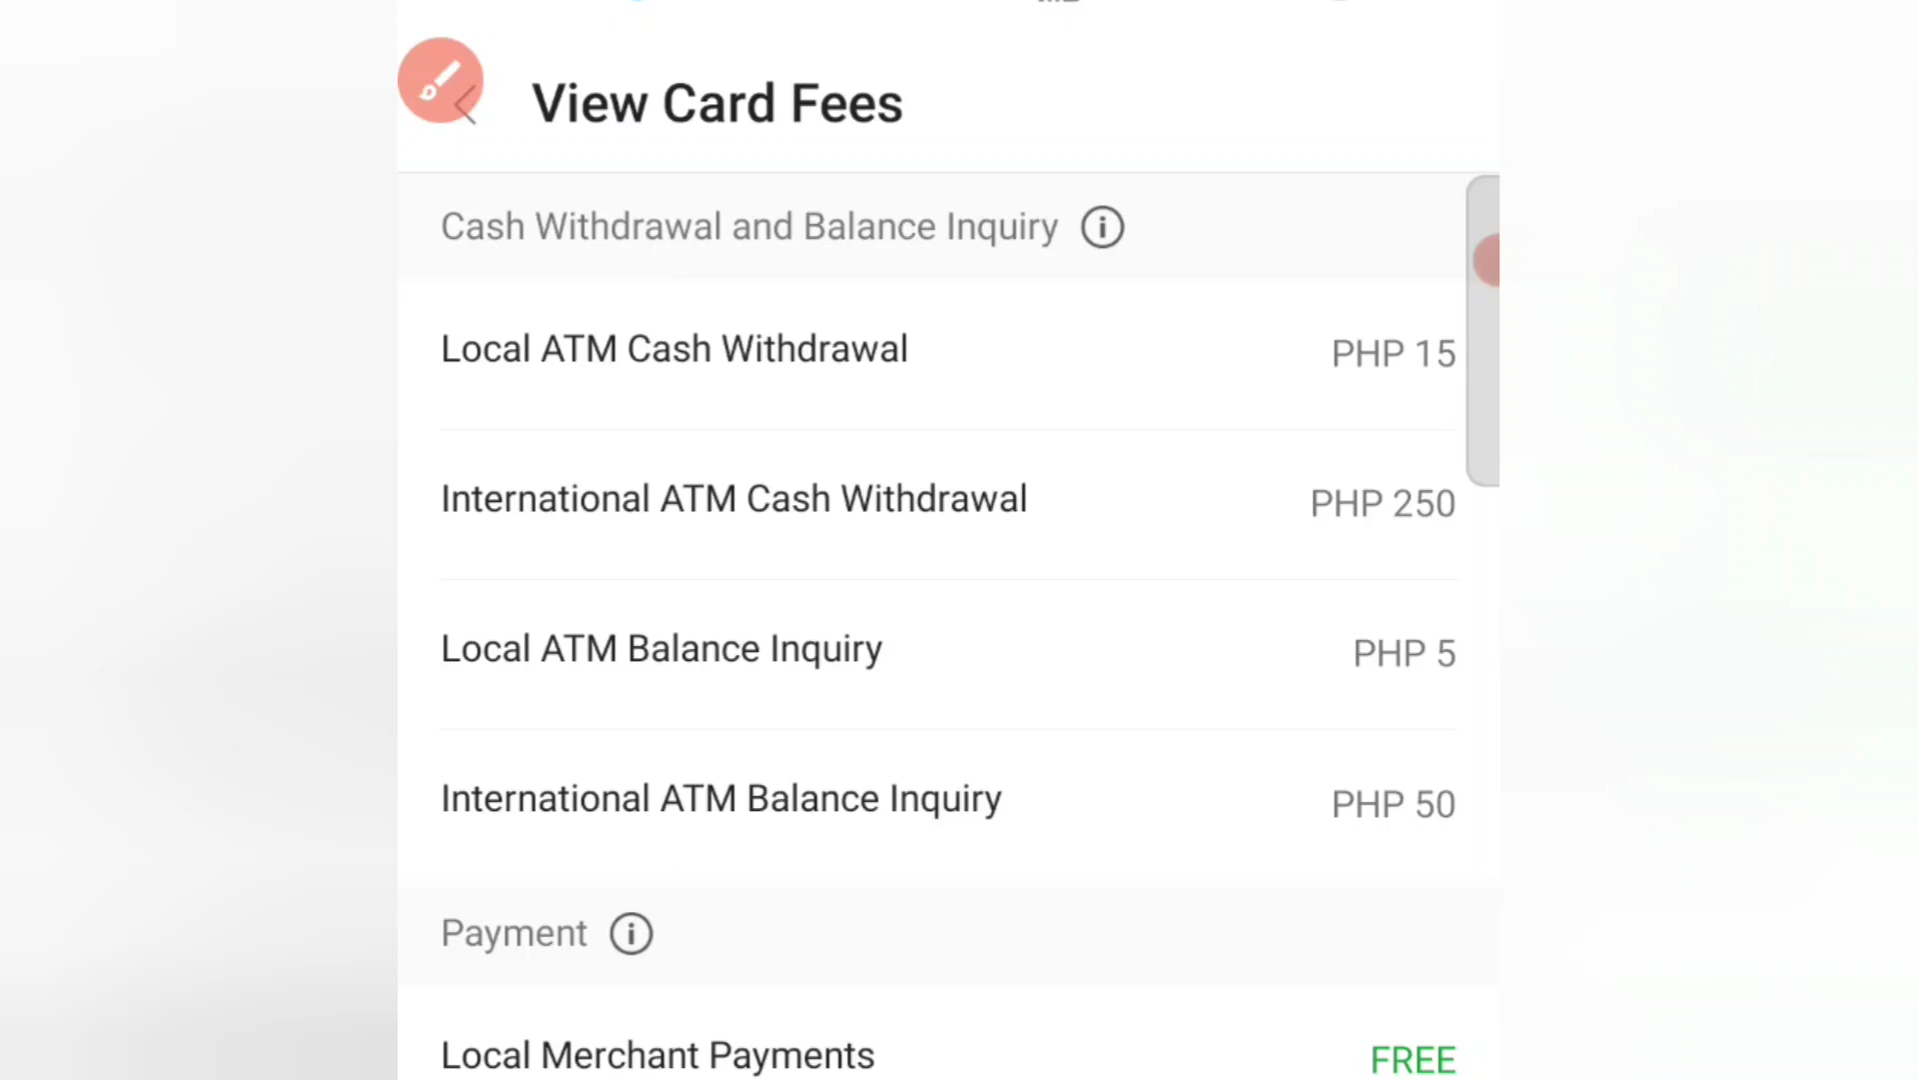 View Card Fees
Cash Withdrawal and Balance Inquiry
Local ATM Cash Withdrawal PHP 15
International ATM Cash Withdrawal PHP 250
Local ATM Balance Inquiry PHP 5
International ATM Balance Inquiry PHP 50
Payment
Local Merchant Payments FREE